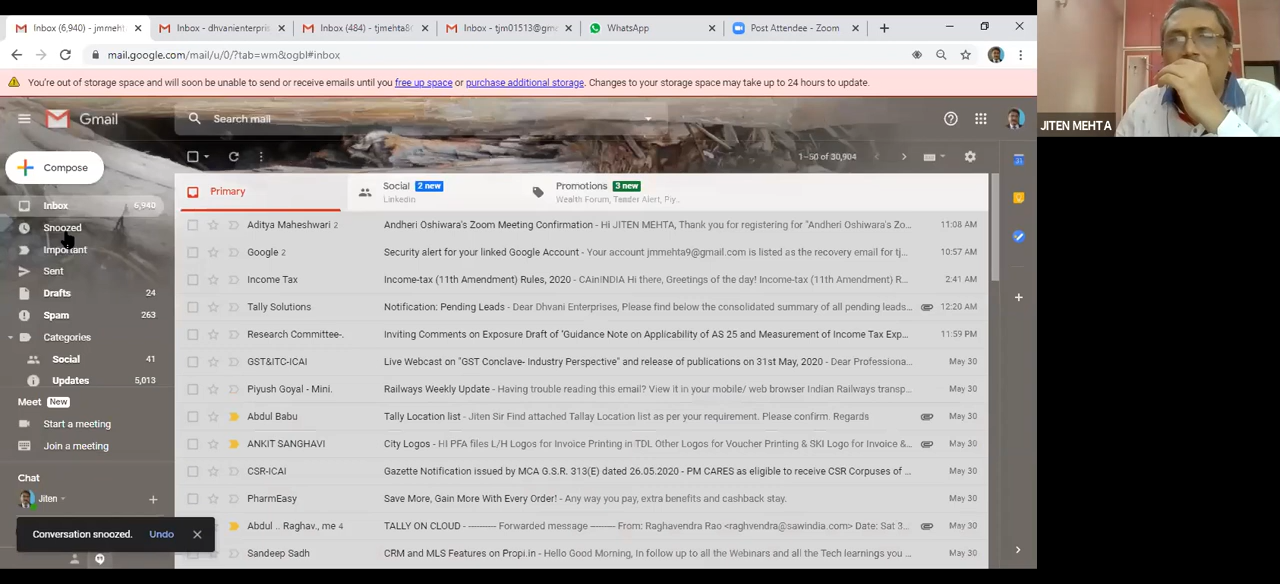 Inbox (6,940) - jmmeht
Inbox - dhvanienterpri
Inbox (484) - tjmehta8
Inbox - tjm01513@gm
WhatsApp
Post Attendee - Zoom
mail.google.com/mail/u/0/?tab=wm&ogbl#inbox
You're out of storage space and will soon be unable to send or receive emails until you free up space or purchase additional storage. Changes to your storage space may take up to 24 hours to update.
JITEN MEHTA
Gmail
Search mail
Compose
1–50 of 30,904
Inbox 6,940
Snoozed
Important
Sent
Drafts 24
Spam 263
Categories
Social 41
Updates 5,013
Meet New
Start a meeting
Join a meeting
Chat
Jiten
Conversation snoozed. Undo
Primary
Social 2 new
LinkedIn
Promotions 3 new
Wealth Forum, Tander Alert, Piy...
Aditya Maheshwari 2 Andheri Oshiwara's Zoom Meeting Confirmation - Hi JITEN MEHTA, Thank you for registering for "Andheri Oshiwara's Zo... 11:08 AM
Google 2 Security alert for your linked Google Account - Your account jmmehta9@gmail.com is listed as the recovery email for tj... 10:57 AM
Income Tax Income-tax (11th Amendment) Rules, 2020 - CAinINDIA Hi there, Greetings of the day! Income-tax (11th Amendment) R... 2:41 AM
Tally Solutions Notification: Pending Leads - Dear Dhvani Enterprises, Please find below the consolidated summary of all pending leads... 12:20 AM
Research Committee-. Inviting Comments on Exposure Draft of "Guidance Note on Applicability of AS 25 and Measurement of Income Tax Exp... 11:59 PM
GST&ITC-ICAI Live Webcast on "GST Conclave- Industry Perspective" and release of publications on 31st May, 2020 - Dear Professiona... May 30
Piyush Goyal - Mini. Railways Weekly Update - Having trouble reading this email? View it in your mobile/ web browser Indian Railways transp... May 30
Abdul Babu Tally Location list - Jiten Sir Find attached Tallay Location list as per your requirement. Please confirm. Regards May 30
ANKIT SANGHAVI City Logos - HI PFA files L/H Logos for Invoice Printing in TDL Other Logos for Voucher Printing & SKI Logo for Invoice &... May 30
CSR-ICAI Gazette Notification issued by MCA G.S.R. 313(E) dated 26.05.2020 - PM CARES as eligible to receive CSR Corpuses of ... May 30
PharmEasy Save More, Gain More With Every Order! - Any way you pay, extra benefits and cashback stay. May 30
Abdul .. Raghav., me 4 TALLY ON CLOUD - ---------- Forwarded message --------- From: Raghavendra Rao <raghvendra@sawindia.com> Date: Sat 3... May 30
Sandeep Sadh CRM and MLS Features on Propi.in - Hello Good Morning, In follow up to all the Webinars and all the Tech learnings you ... May 30